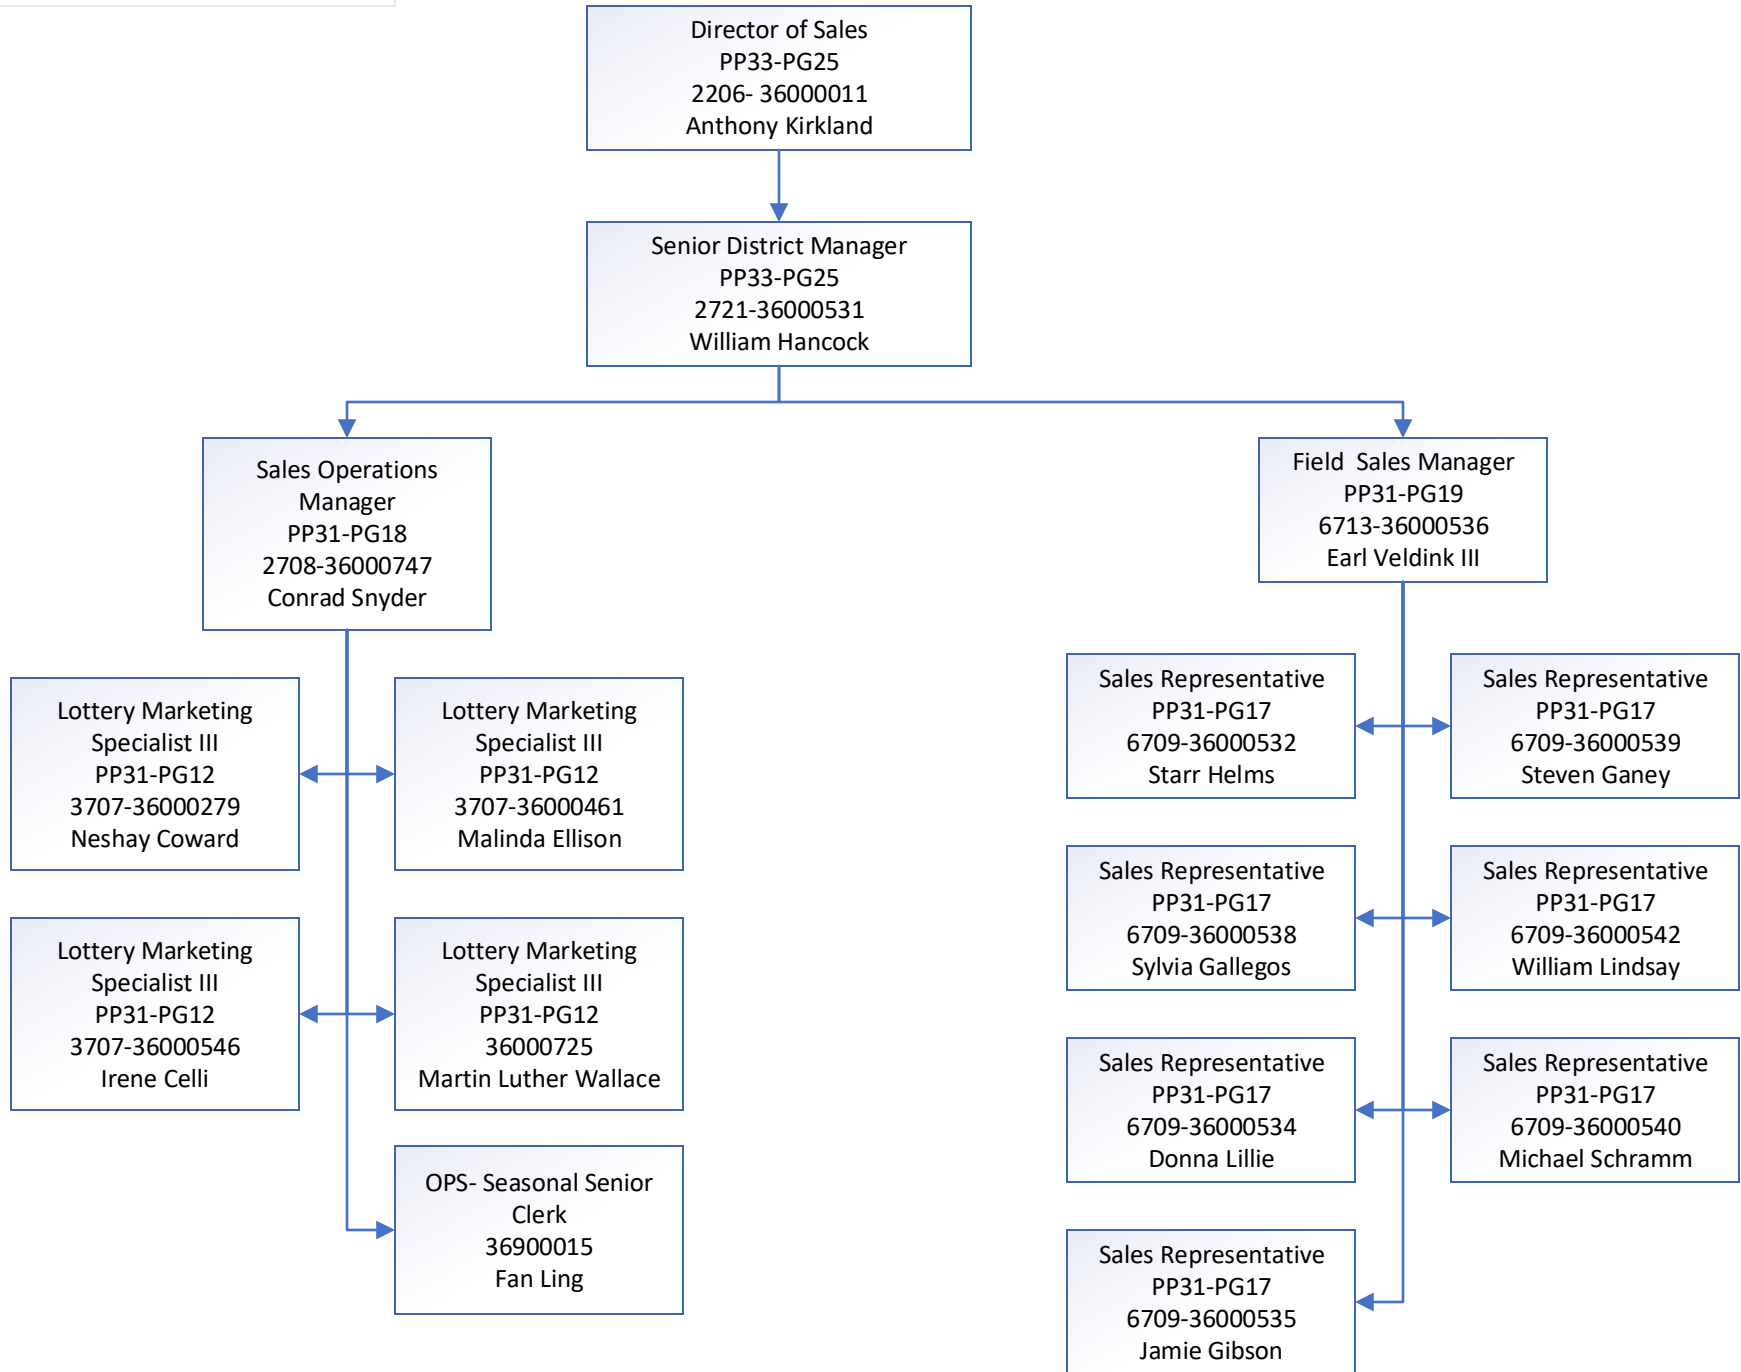 Director of Sales
PP33-PG25
2206- 36000011
Anthony Kirkland
Senior District Manager
PP33-PG25
2721-36000531
William Hancock
Sales Operations
Manager
PP31-PG18
2708-36000747
Conrad Snyder
Field  Sales Manager
PP31-PG19
6713-36000536
Earl Veldink III
Lottery Marketing
Specialist III
PP31-PG12
3707-36000279
Neshay Coward
Lottery Marketing
Specialist III
PP31-PG12
3707-36000461
Malinda Ellison
Lottery Marketing
Specialist III
PP31-PG12
3707-36000546
Irene Celli
Lottery Marketing
Specialist III
PP31-PG12
36000725
Martin Luther Wallace
OPS- Seasonal Senior
Clerk
36900015
Fan Ling
Sales Representative
PP31-PG17
6709-36000532
Starr Helms
Sales Representative
PP31-PG17
6709-36000539
Steven Ganey
Sales Representative
PP31-PG17
6709-36000538
Sylvia Gallegos
Sales Representative
PP31-PG17
6709-36000542
William Lindsay
Sales Representative
PP31-PG17
6709-36000534
Donna Lillie
Sales Representative
PP31-PG17
6709-36000540
Michael Schramm
Sales Representative
PP31-PG17
6709-36000535
Jamie Gibson